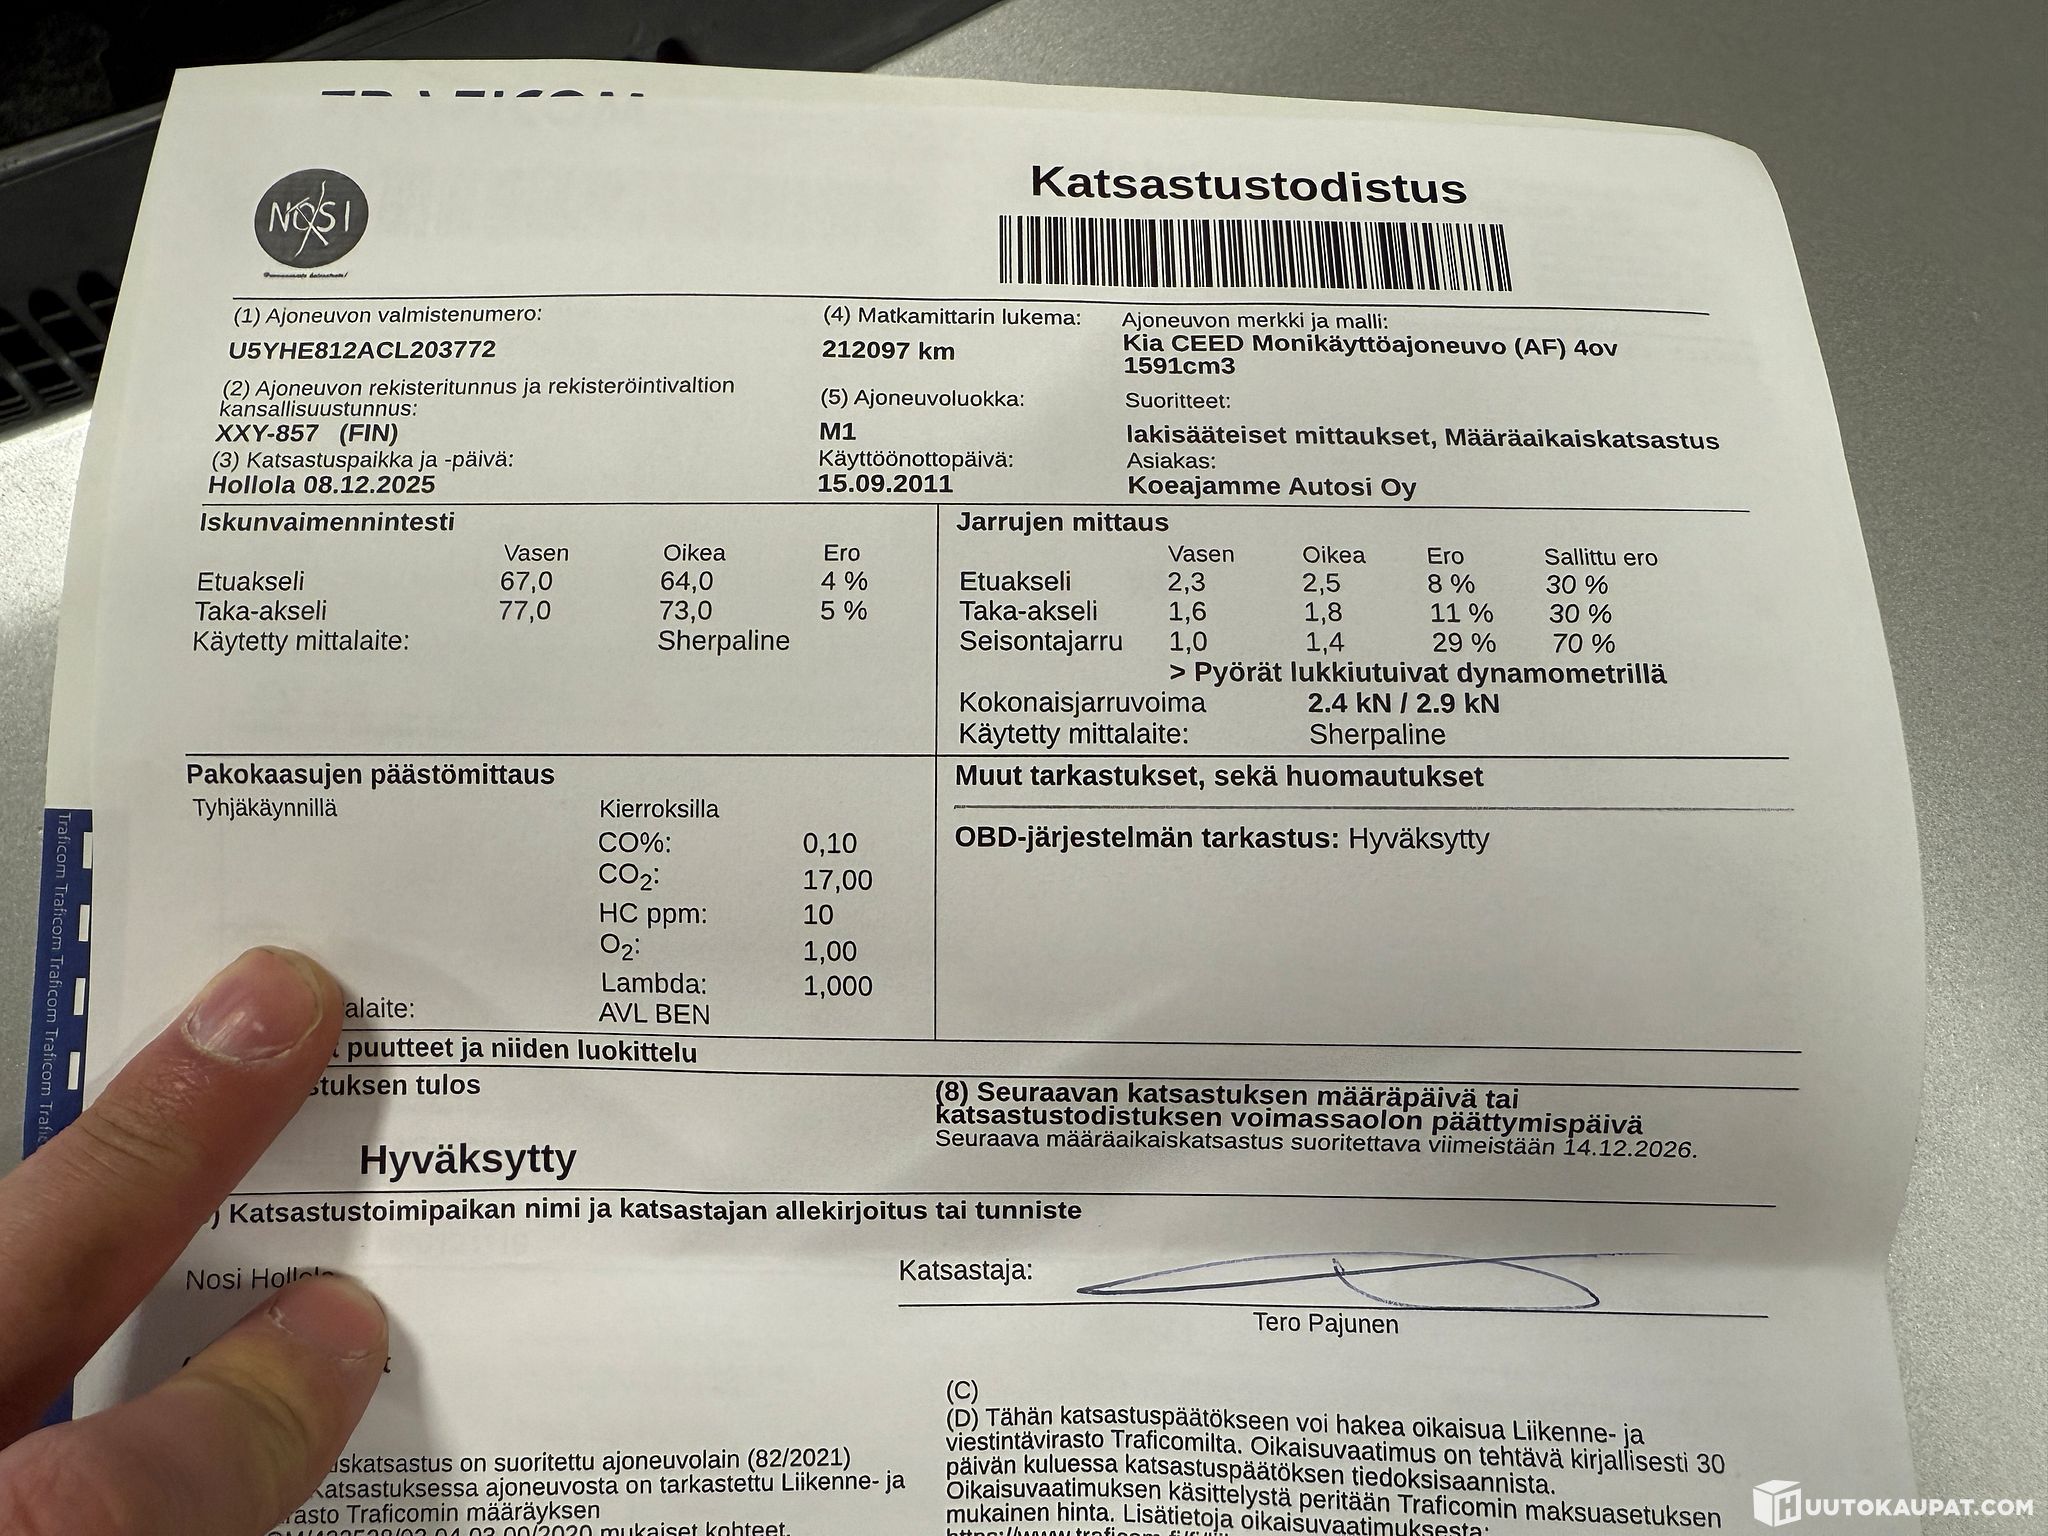 NOSI
Katsastustodistus
(1) Ajoneuvon valmistenumero:
U5YHE812ACL203772
(2) Ajoneuvon rekisteritunnus ja rekisteröintivaltion
kansallisuustunnus:
XXY-857 (FIN)
(3) Katsastuspaikka ja -päivä:
Hollola 08.12.2025
(4) Matkamittarin lukema:
212097 km
(5) Ajoneuvoluokka:
M1
Käyttöönottopäivä:
15.09.2011
Ajoneuvon merkki ja malli:
Kia CEED Monikäyttöajoneuvo (AF) 4ov
1591cm3
Suoritteet:
lakisääteiset mittaukset, Määräaikaiskatsastus
Asiakas:
Koeajamme Autosi Oy
Iskunvaimennintesti
Vasen Oikea Ero
Etuakseli 67,0 64,0 4 %
Taka-akseli 77,0 73,0 5 %
Käytetty mittalaite: Sherpaline
Jarrujen mittaus
Vasen Oikea Ero Sallittu ero
Etuakseli 2,3 2,5 8 % 30 %
Taka-akseli 1,6 1,8 11 % 30 %
Seisontajarru 1,0 1,4 29 % 70 %
> Pyörät lukkiutuivat dynamometrillä
Kokonaisjarruvoima 2.4 kN / 2.9 kN
Käytetty mittalaite: Sherpaline
Pakokaasujen päästömittaus
Tyhjäkäynnillä Kierroksilla
CO%: 0,10
CO2: 17,00
HC ppm: 10
O2: 1,00
Lambda: 1,000
alaite: AVL BEN
Muut tarkastukset, sekä huomautukset
OBD-järjestelmän tarkastus: Hyväksytty
t puutteet ja niiden luokittelu
stuksen tulos
Hyväksytty
(8) Seuraavan katsastuksen määräpäivä tai
katsastustodistuksen voimassaolon päättymispäivä
Seuraava määräaikaiskatsastus suoritettava viimeistään 14.12.2026.
) Katsastustoimipaikan nimi ja katsastajan allekirjoitus tai tunniste
Nosi Hollola
Katsastaja:
Tero Pajunen
skatsastus on suoritettu ajoneuvolain (82/2021)
Katsastuksessa ajoneuvosta on tarkastettu Liikenne- ja
rasto Traficomin määräyksen
mukaiset kohteet.
(C)
(D) Tähän katsastuspäätökseen voi hakea oikaisua Liikenne- ja
viestintävirasto Traficomilta. Oikaisuvaatimus on tehtävä kirjallisesti 30
päivän kuluessa katsastuspäätöksen tiedoksisaannista.
Oikaisuvaatimuksen käsittelystä peritään Traficomin maksuasetuksen
mukainen hinta. Lisätietoja oikaisuvaatimuksesta:
Traficom Traficom Traficom Traficom Trafic
HUUTOKAUPAT.COM